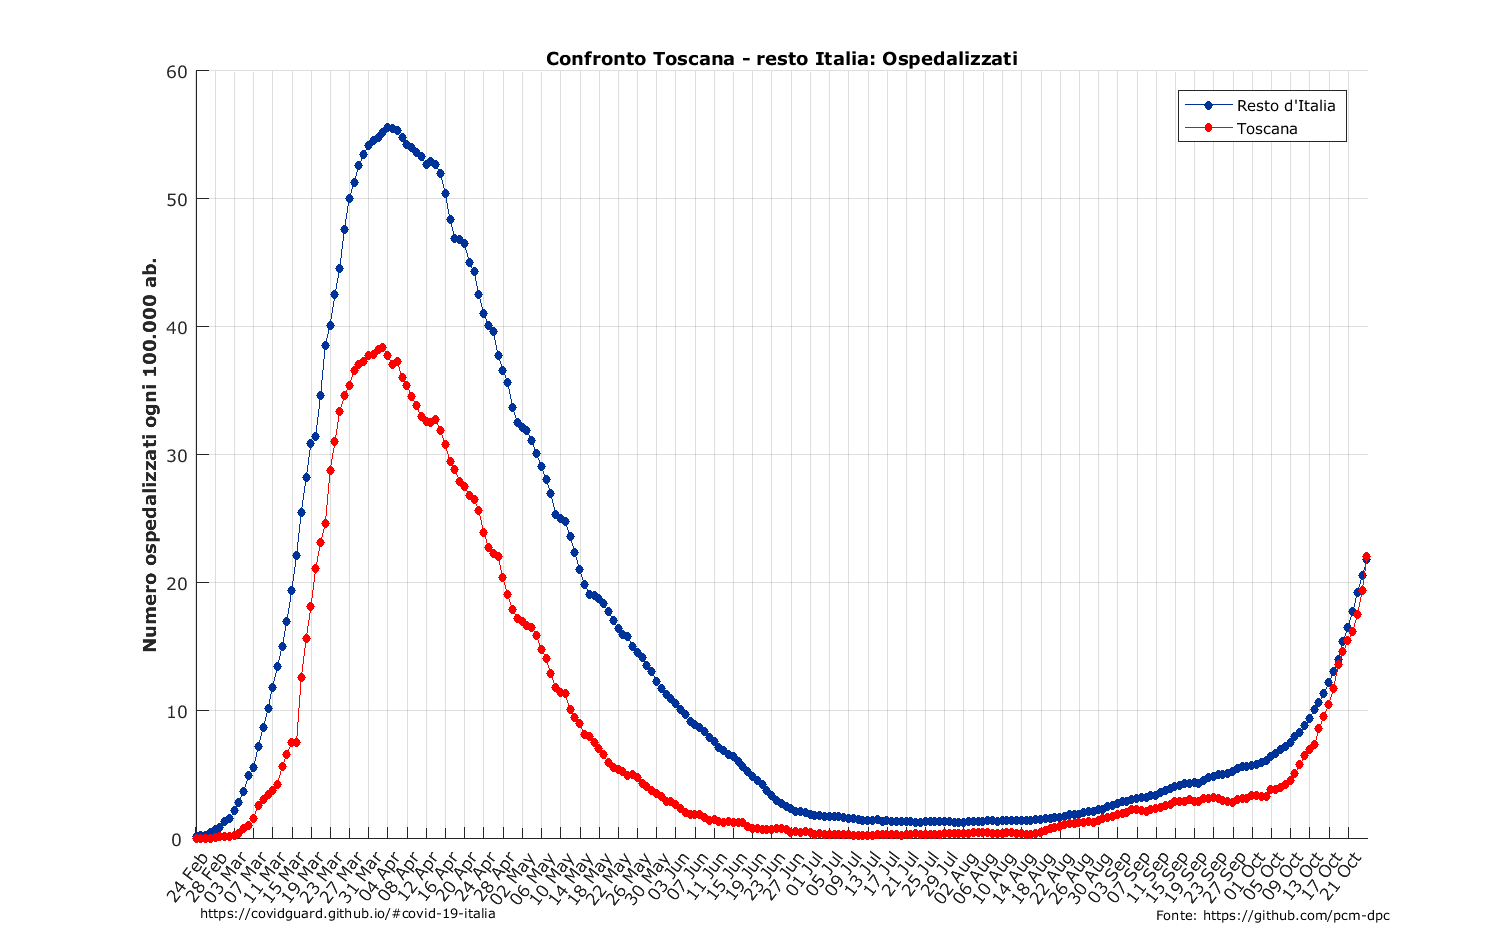 Confronto Toscana - resto Italia: Ospedalizzati
Resto d'Italia
Toscana
Numero ospedalizzati ogni 100.000 ab.
60
50
40
30
20
10
0
24 Feb
28 Feb
03 Mar
07 Mar
11 Mar
15 Mar
19 Mar
23 Mar
27 Mar
31 Mar
04 Apr
08 Apr
12 Apr
16 Apr
20 Apr
24 Apr
28 Apr
02 May
06 May
10 May
14 May
18 May
22 May
26 May
30 May
03 Jun
07 Jun
11 Jun
15 Jun
19 Jun
23 Jun
27 Jun
01 Jul
05 Jul
09 Jul
13 Jul
17 Jul
21 Jul
25 Jul
29 Jul
02 Aug
06 Aug
10 Aug
14 Aug
18 Aug
22 Aug
26 Aug
30 Aug
03 Sep
07 Sep
11 Sep
15 Sep
19 Sep
23 Sep
27 Sep
01 Oct
05 Oct
09 Oct
13 Oct
17 Oct
21 Oct
https://covidguard.github.io/#covid-19-italia
Fonte: https://github.com/pcm-dpc